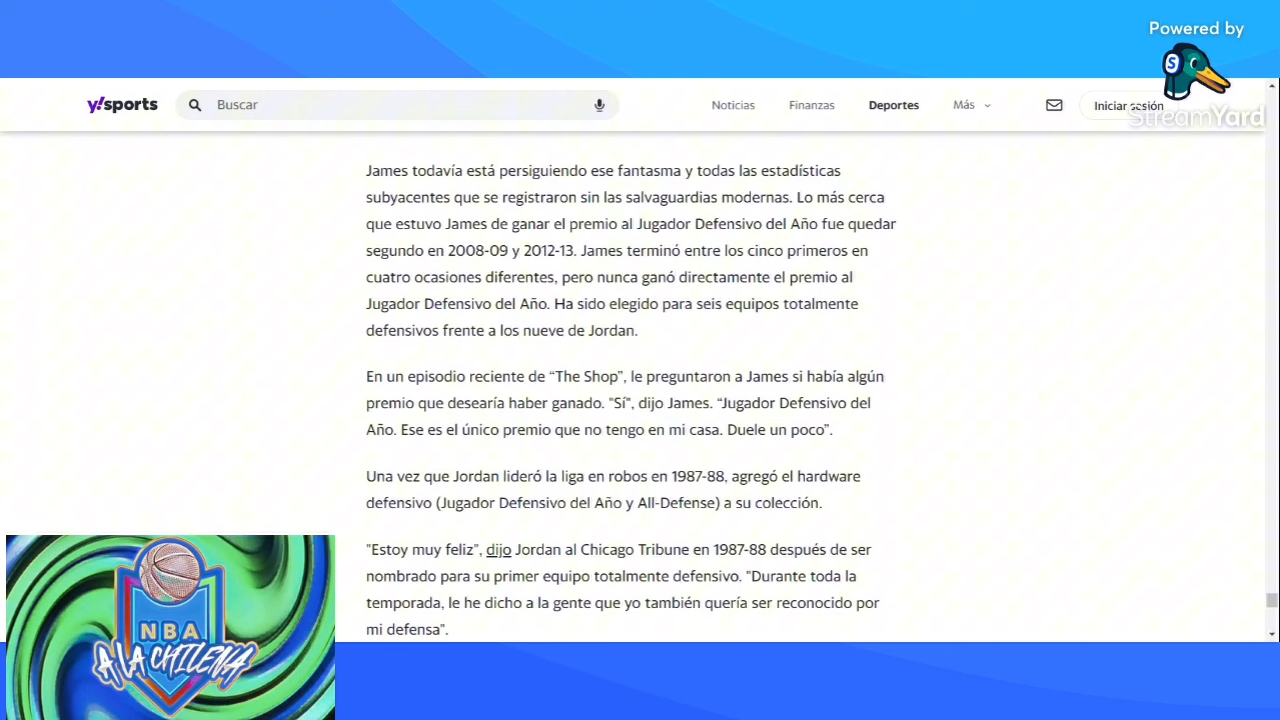 Powered by
S
StreamYard
y!sports
Buscar
Noticias
Finanzas
Deportes
Más
Iniciar sesión
James todavía está persiguiendo ese fantasma y todas las estadísticas
subyacentes que se registraron sin las salvaguardias modernas. Lo más cerca
que estuvo James de ganar el premio al Jugador Defensivo del Año fue quedar
segundo en 2008-09 y 2012-13. James terminó entre los cinco primeros en
cuatro ocasiones diferentes, pero nunca ganó directamente el premio al
Jugador Defensivo del Año. Ha sido elegido para seis equipos totalmente
defensivos frente a los nueve de Jordan.
En un episodio reciente de “The Shop”, le preguntaron a James si había algún
premio que desearía haber ganado. "Sí", dijo James. “Jugador Defensivo del
Año. Ese es el único premio que no tengo en mi casa. Duele un poco”.
Una vez que Jordan lideró la liga en robos en 1987-88, agregó el hardware
defensivo (Jugador Defensivo del Año y All-Defense) a su colección.
"Estoy muy feliz", dijo Jordan al Chicago Tribune en 1987-88 después de ser
nombrado para su primer equipo totalmente defensivo. "Durante toda la
temporada, le he dicho a la gente que yo también quería ser reconocido por
mi defensa".
NBA
A LA CHILENA